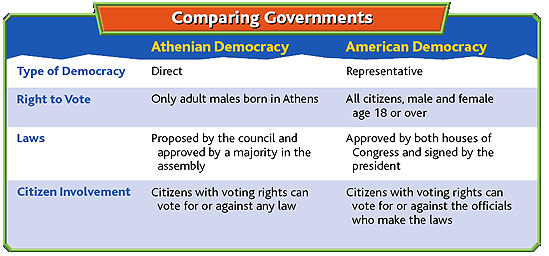 Comparing Governments
Athenian Democracy American Democracy
Type of Democracy Direct Representative
Right to Vote Only adult males born in Athens All citizens, male and female
age 18 or over
Laws Proposed by the council and Approved by both houses of
approved by a majority in the Congress and signed by the
assembly president
Citizen Involvement Citizens with voting rights can Citizens with voting rights can
vote for or against any law vote for or against the officials
who make the laws